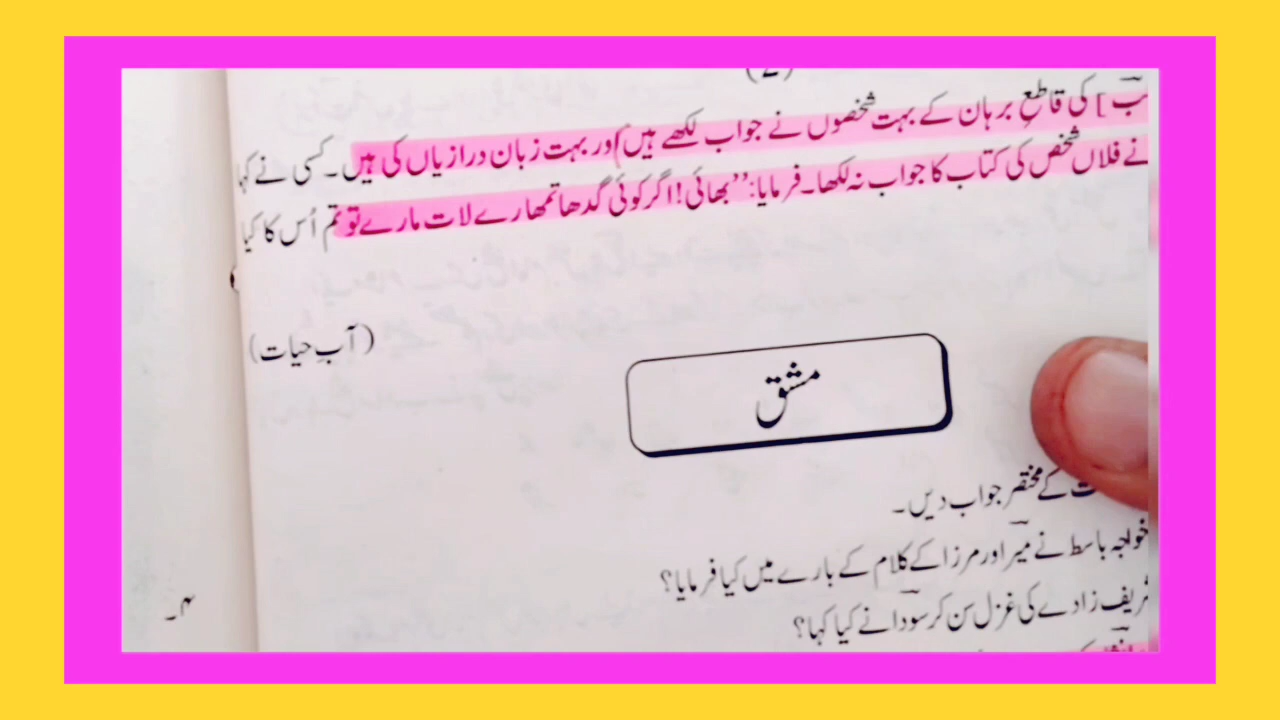 ] کی قاطعِ برہان کے بہت شخصوں نے جواب لکھے ہیں اور بہت زبان درازیاں کی ہیں۔ کسی نے کہا
نے فلاں شخص کی کتاب کا جواب نہ لکھا۔ فرمایا: ’’بھائی! اگر کوئی گدھا تمھارے لات مارے تو تم اُس کا کیا
(آبِ حیات)
مشق
کے مختصر جواب دیں۔
خواجہ باسط نے میر اور مرزا کے کلام کے بارے میں کیا فرمایا؟
زادے کی غزل سن کر سودا نے کیا کہا؟
۴۔